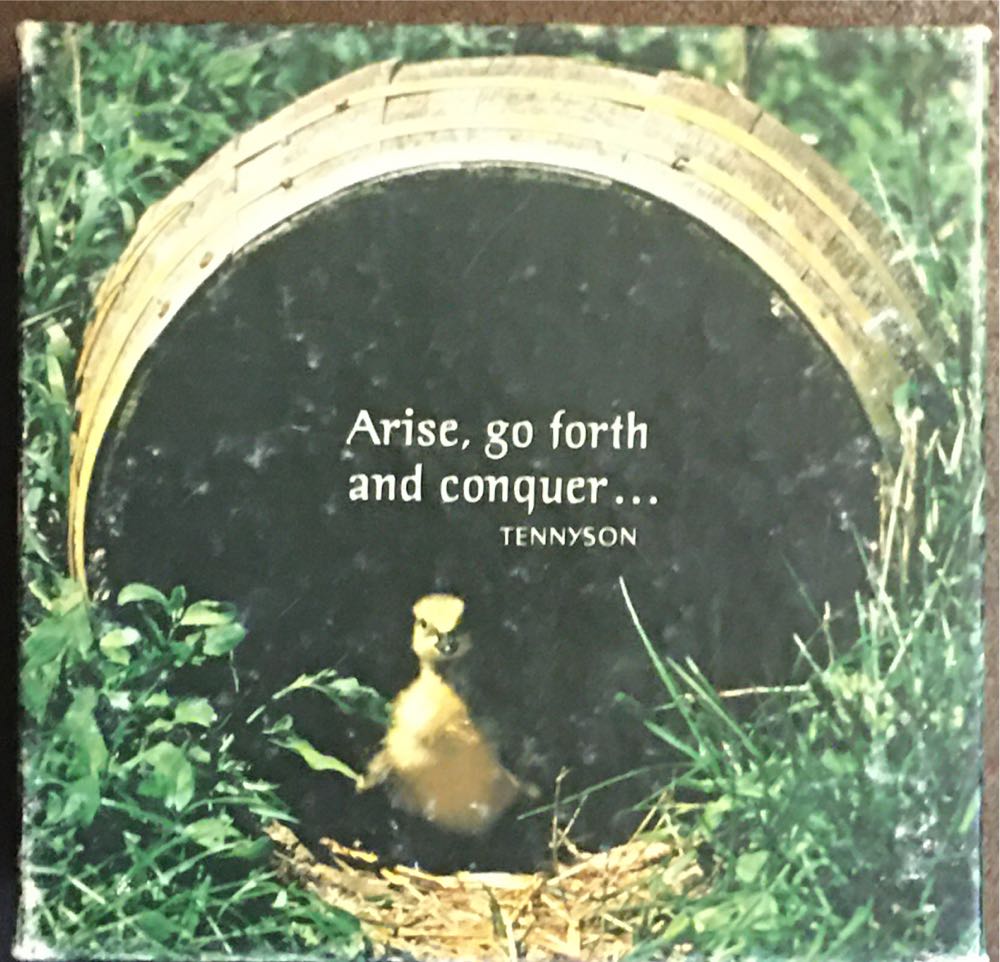 Arise, go forth
and conquer...
TENNYSON